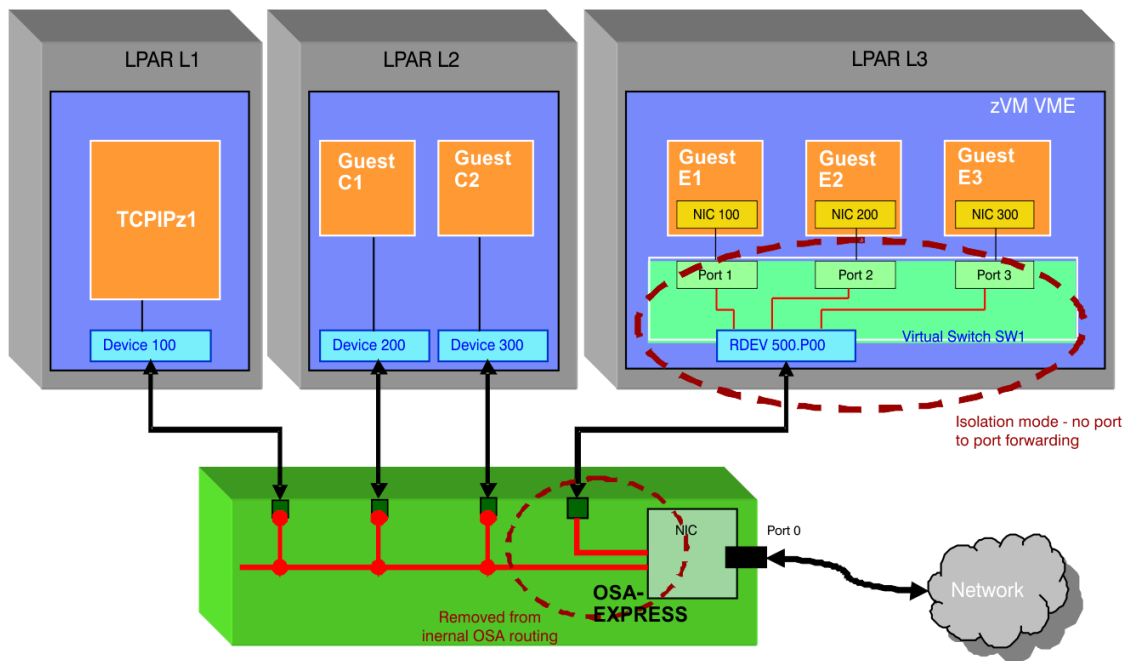 LPAR L1
LPAR L2
LPAR L3
zVM VME
TCPIPz1
Guest
C1
Guest
C2
Guest
E1
Guest
E2
Guest
E3
NIC 100
NIC 200
NIC 300
Port 1
Port 2
Port 3
Device 100
Device 200
Device 300
RDEV 500.P00
Virtual Switch SW1
Isolation mode - no port
to port forwarding
NIC
Port 0
OSA-
EXPRESS
Removed from
inernal OSA routing
Network